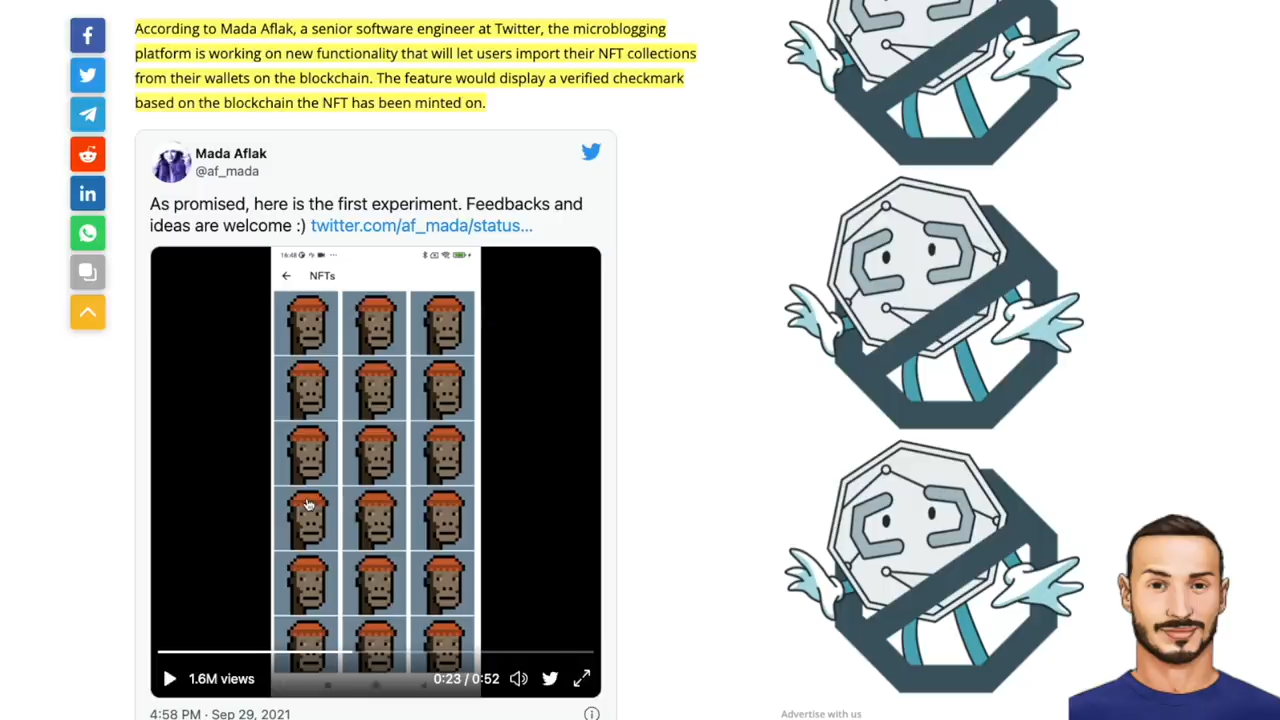 According to Mada Aflak, a senior software engineer at Twitter, the microblogging
platform is working on new functionality that will let users import their NFT collections
from their wallets on the blockchain. The feature would display a verified checkmark
based on the blockchain the NFT has been minted on.
Mada Aflak
@af_mada
As promised, here is the first experiment. Feedbacks and
ideas are welcome :) twitter.com/af_mada/status...
16:48
NFTs
1.6M views
0:23 / 0:52
4:58 PM · Sep 29, 2021
Advertise with us